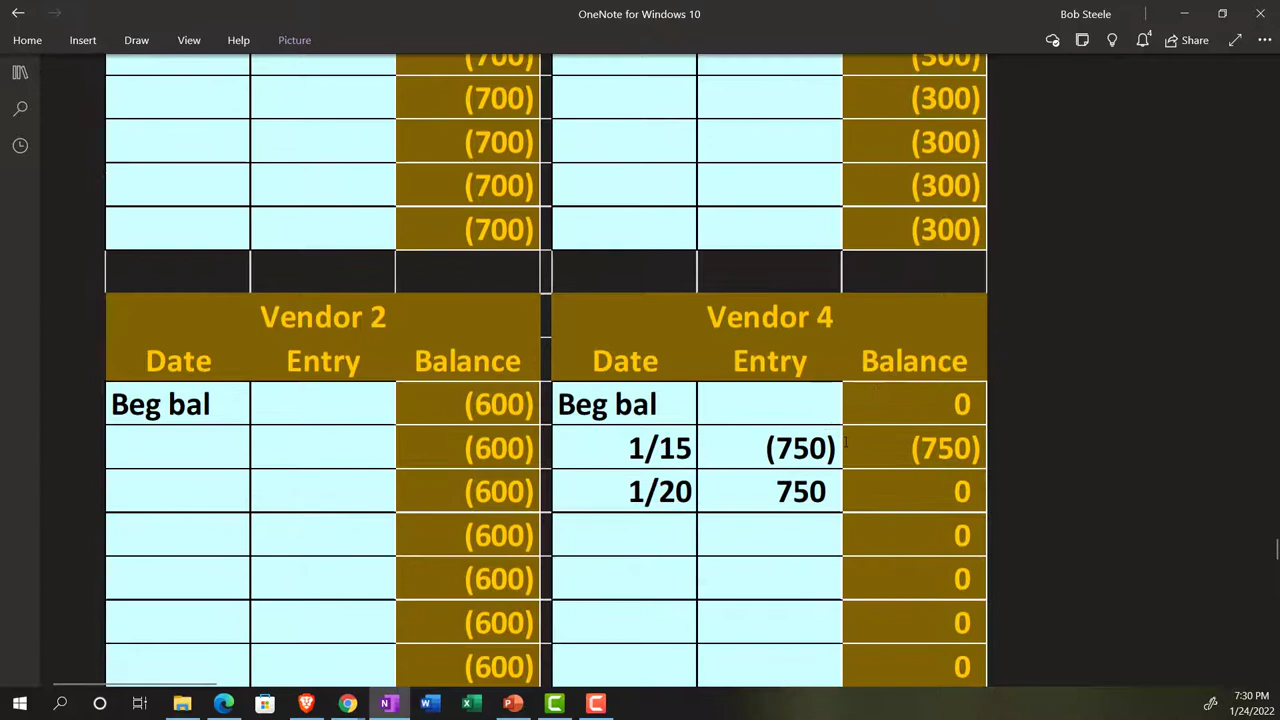 OneNote for Windows 10
Bob Steele
Home Insert Draw View Help Picture
4 Share
(700) (300)
(700) (300)
(700) (300)
(700) (300)
(700) (300)
Vendor 2 Vendor 4
Date Entry Balance Date Entry Balance
Beg bal (600) Beg bal 0
(600) 1/15 (750) (750)
(600) 1/20 750 0
(600) 0
(600) 0
(600) 0
(600) 0
7:30 PM
1/24/2022